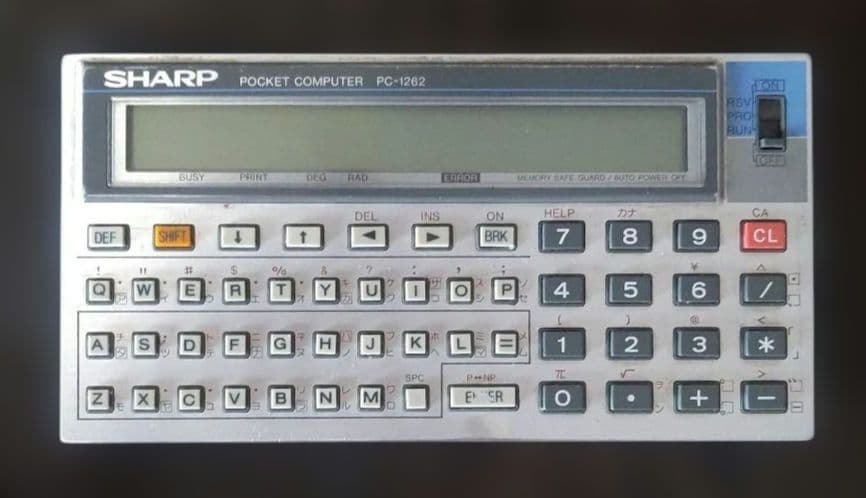 SHARP POCKET COMPUTER PC-1262
ON
RSV
PRO
RUN
OFF
BUSY PRINT DEG RAD ERROR MEMORY SAFE GUARD / AUTO POWER OFF
DEL INS ON HELP カナ CA
DEF SHIFT ↓ ↑ ◄ ► BRK 7 8 9 CL
! " # $ % & ? : , ; ¥ ^
Q W E R T Y U I O P 4 5 6 /
( ) @ <
A S D F G H J K L = 1 2 3 *
SPC P↔NP π √ >
Z X C V B N M ENTER 0 • + −